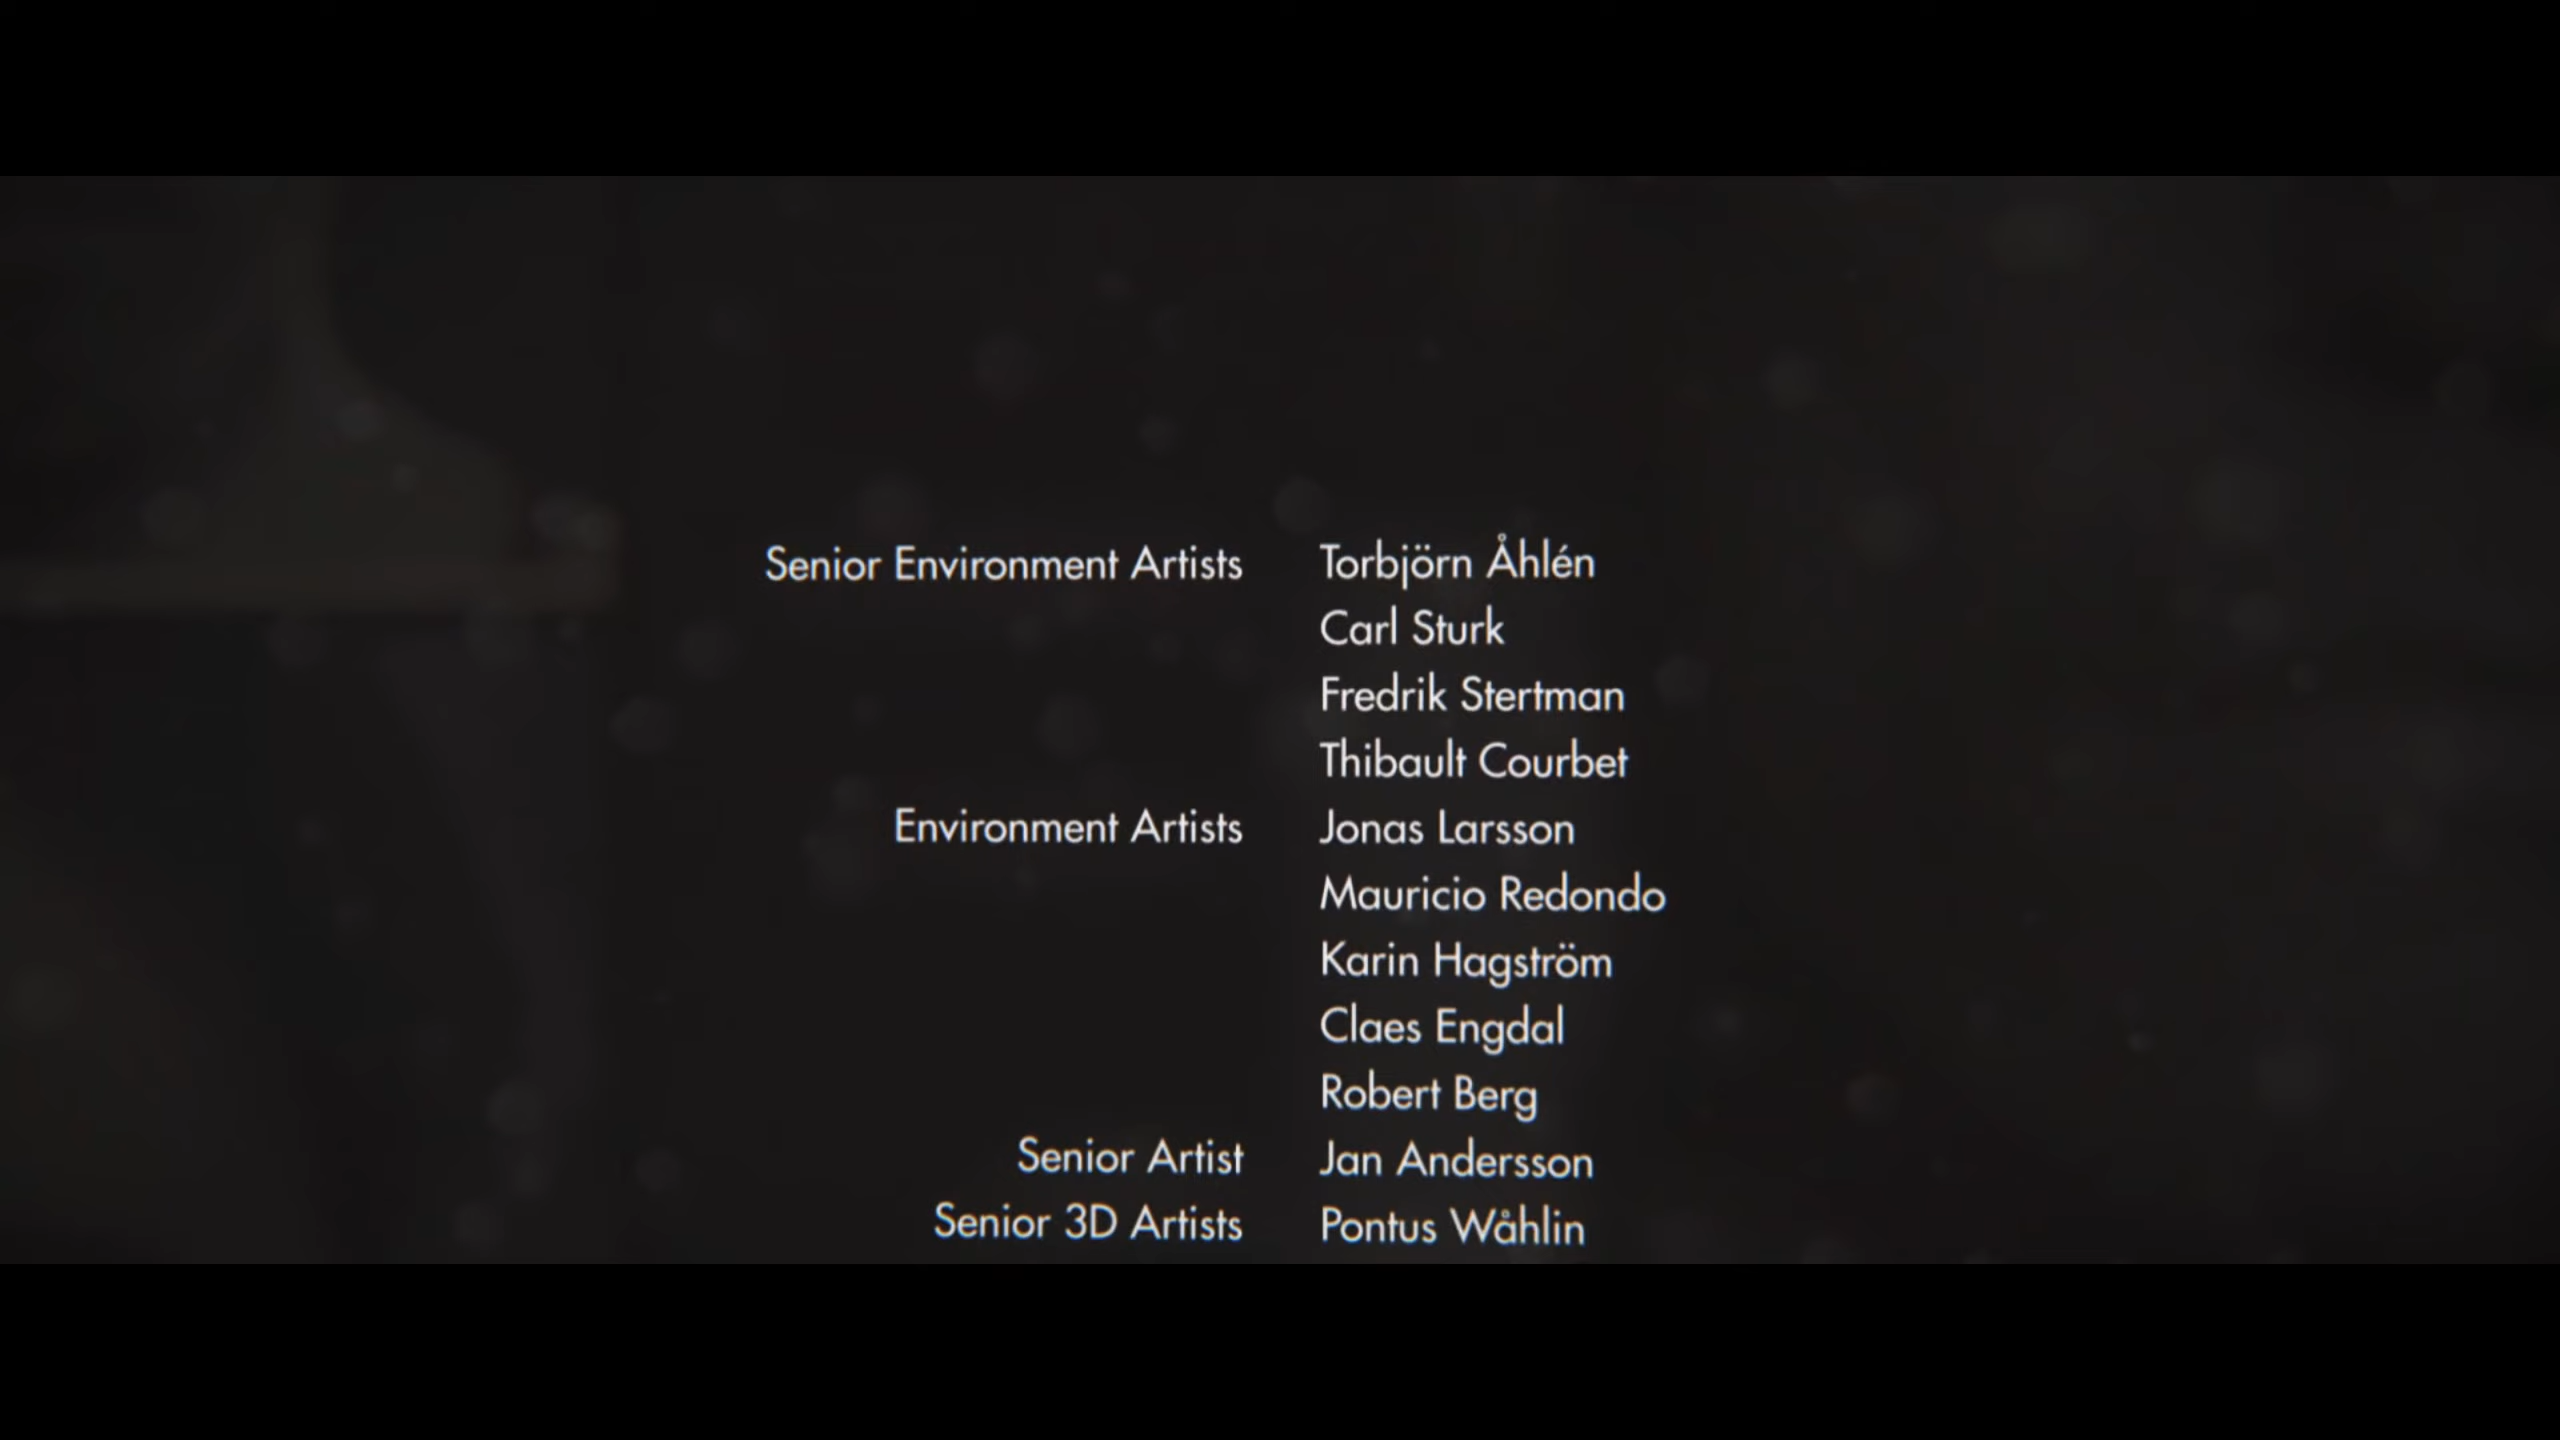 Senior Environment Artists Torbjörn Åhlén
Carl Sturk
Fredrik Stertman
Thibault Courbet
Environment Artists Jonas Larsson
Mauricio Redondo
Karin Hagström
Claes Engdal
Robert Berg
Senior Artist Jan Andersson
Senior 3D Artists Pontus Wåhlin